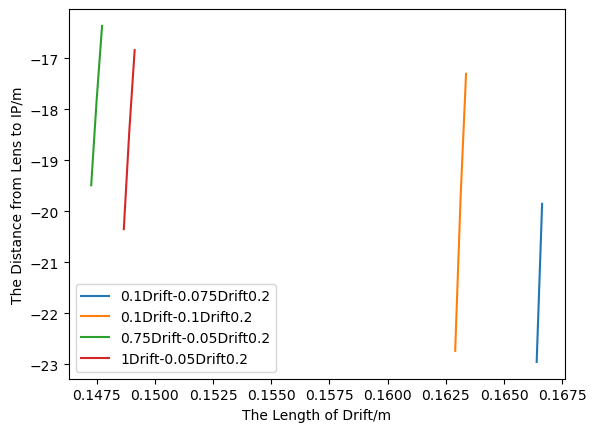 The Distance from Lens to IP/m
−17
−18
−19
−20
−21
−22
−23
0.1Drift-0.075Drift0.2
0.1Drift-0.1Drift0.2
0.75Drift-0.05Drift0.2
1Drift-0.05Drift0.2
0.1475 0.1500 0.1525 0.1550 0.1575 0.1600 0.1625 0.1650 0.1675
The Length of Drift/m